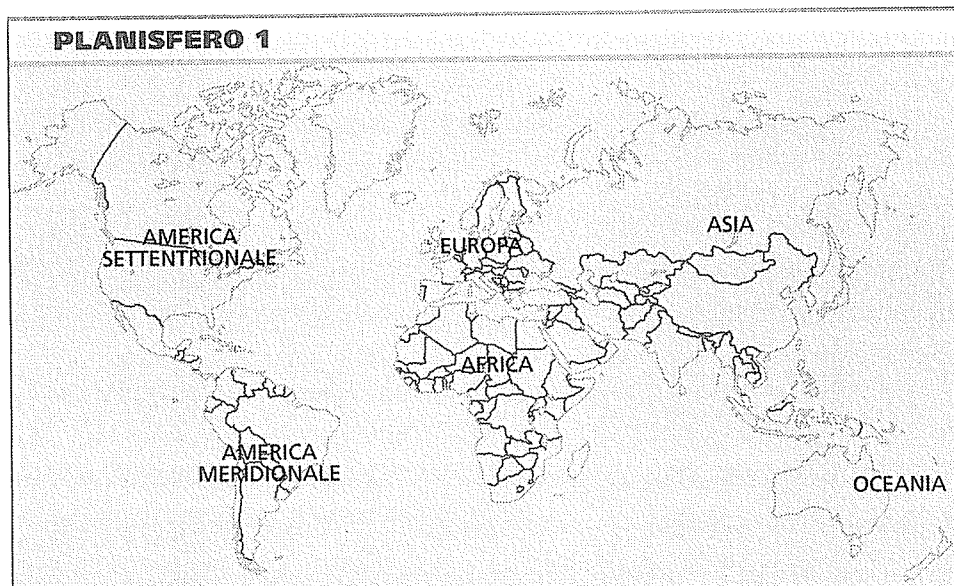 PLANISFERO 1
AMERICA
SETTENTRIONALE
EUROPA
ASIA
AFRICA
AMERICA
MERIDIONALE
OCEANIA